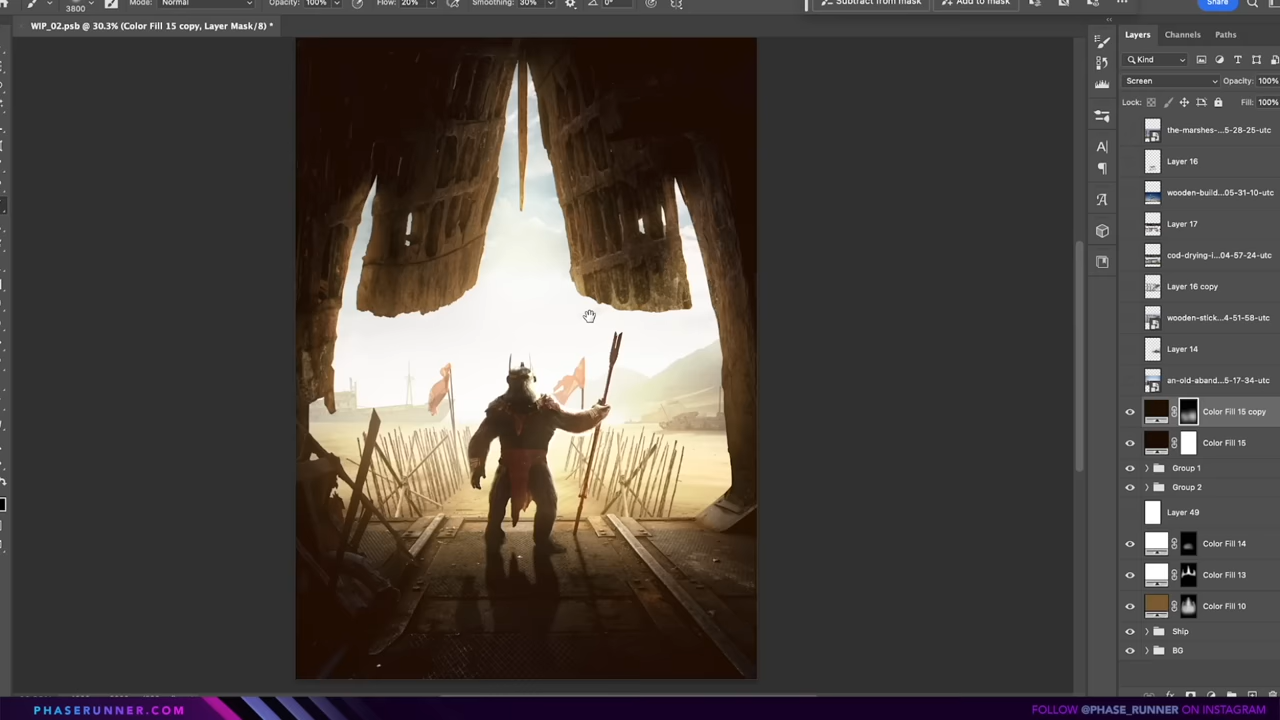 3800
Mode: Normal
Opacity: 100%
Flow: 20%
Smoothing: 30%
0°
Subtract from mask
Add to mask
Share
WIP_02.psb @ 30.3% (Color Fill 15 copy, Layer Mask/8) *
Layers
Channels
Paths
Kind
Screen
Opacity: 100%
Lock:
Fill: 100%
the-marshes-...5-28-25-utc
Layer 16
wooden-build...05-31-10-utc
Layer 17
cod-drying-i...04-57-24-utc
Layer 16 copy
wooden-stick...4-51-58-utc
Layer 14
an-old-aband...5-17-34-utc
Color Fill 15 copy
Color Fill 15
Group 1
Group 2
Layer 49
Color Fill 14
Color Fill 13
Color Fill 10
Ship
BG
PHASERUNNER.COM
FOLLOW @PHASE_RUNNER ON INSTAGRAM